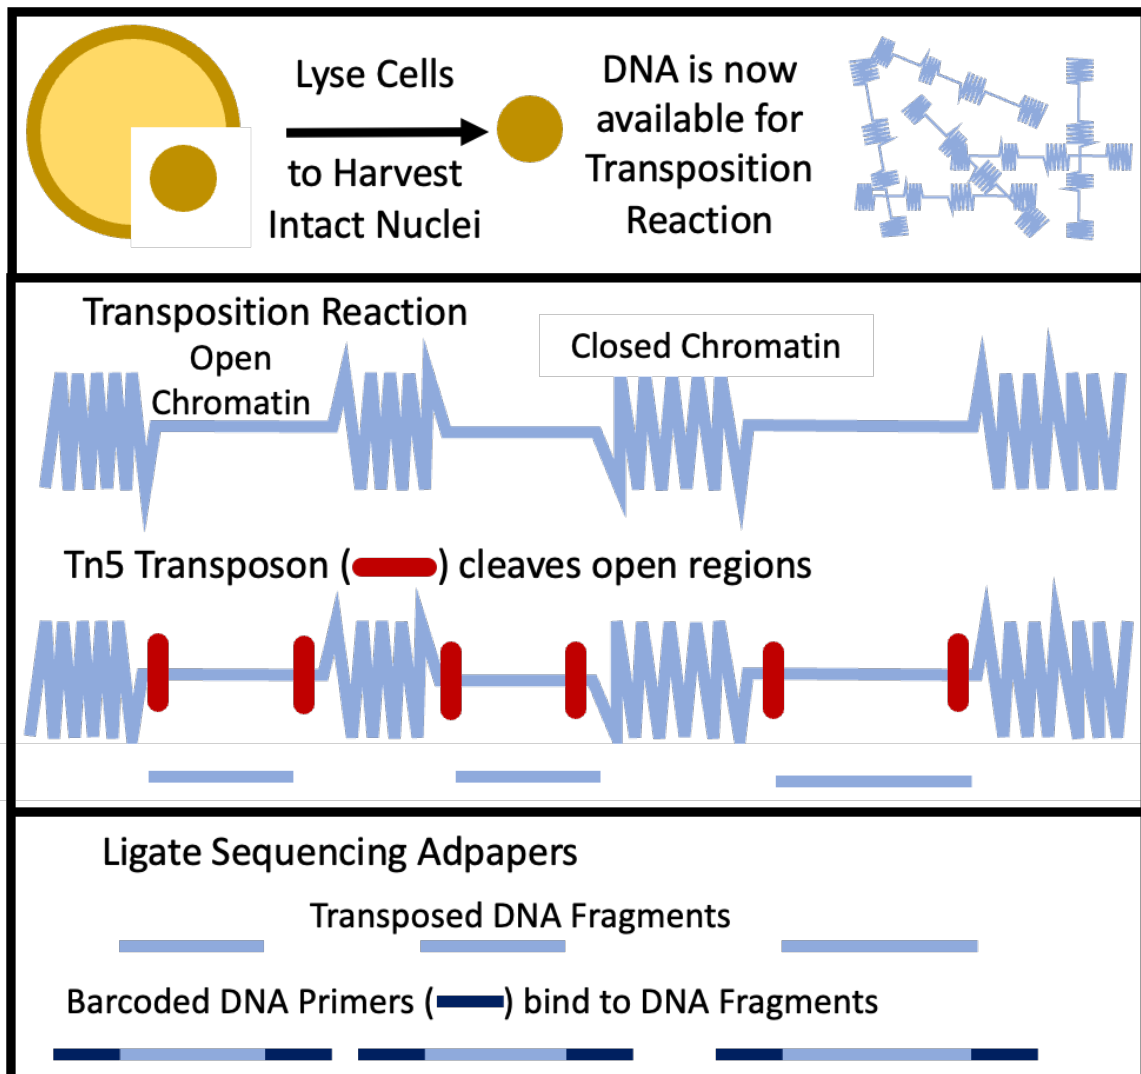 Lyse Cells
to Harvest
Intact Nuclei
DNA is now
available for
Transposition
Reaction
Transposition Reaction
Open
Chromatin
Closed Chromatin
Tn5 Transposon ( ) cleaves open regions
Ligate Sequencing Adpapers
Transposed DNA Fragments
Barcoded DNA Primers ( ) bind to DNA Fragments